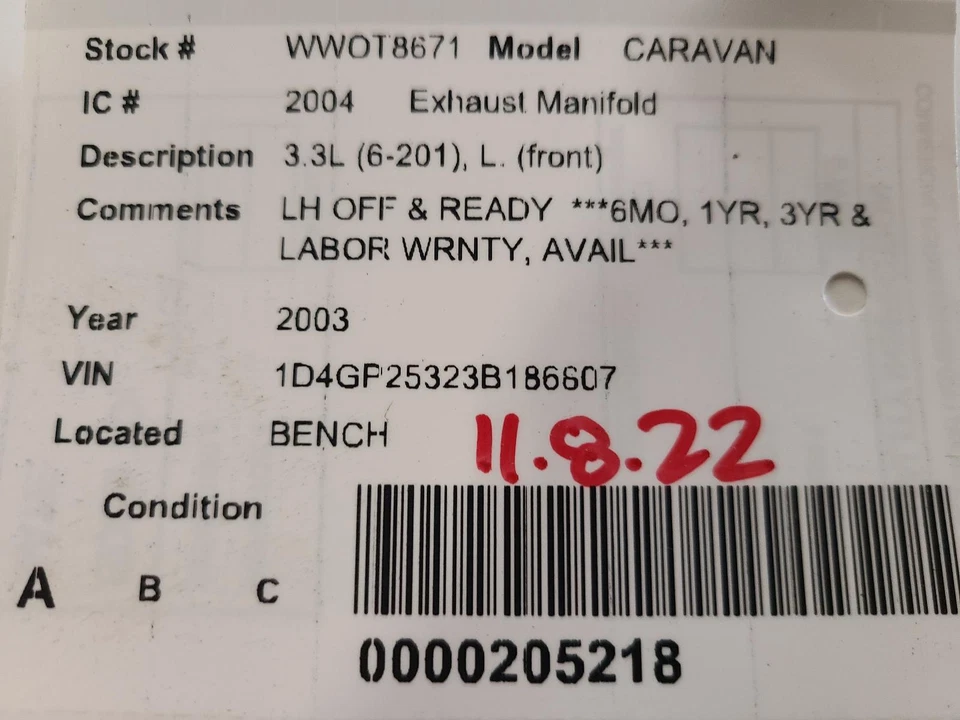 Stock # WWOT8671 Model CARAVAN
IC # 2004 Exhaust Manifold
Description 3.3L (6-201), L. (front)
Comments LH OFF & READY ***6MO, 1YR, 3YR &
LABOR WRNTY, AVAIL***
Year 2003
VIN 1D4GP25323B186607
Located BENCH 11.8.22
Condition
A B C
0000205218